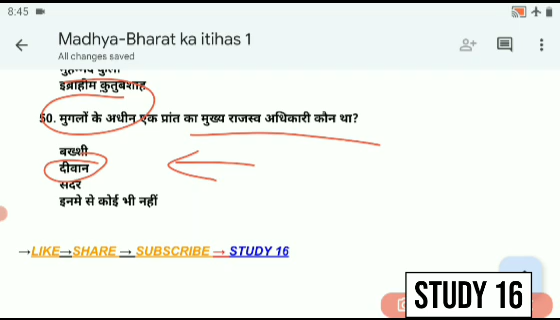 8:45
Madhya-Bharat ka itihas 1
All changes saved
इब्राहीम कुतुबशाह
50. मुगलों के अधीन एक प्रांत का मुख्य राजस्व अधिकारी कौन था?
बख्शी
दीवान
सदर
इनमे से कोई भी नहीं
→LIKE→SHARE → SUBSCRIBE → STUDY 16
STUDY 16